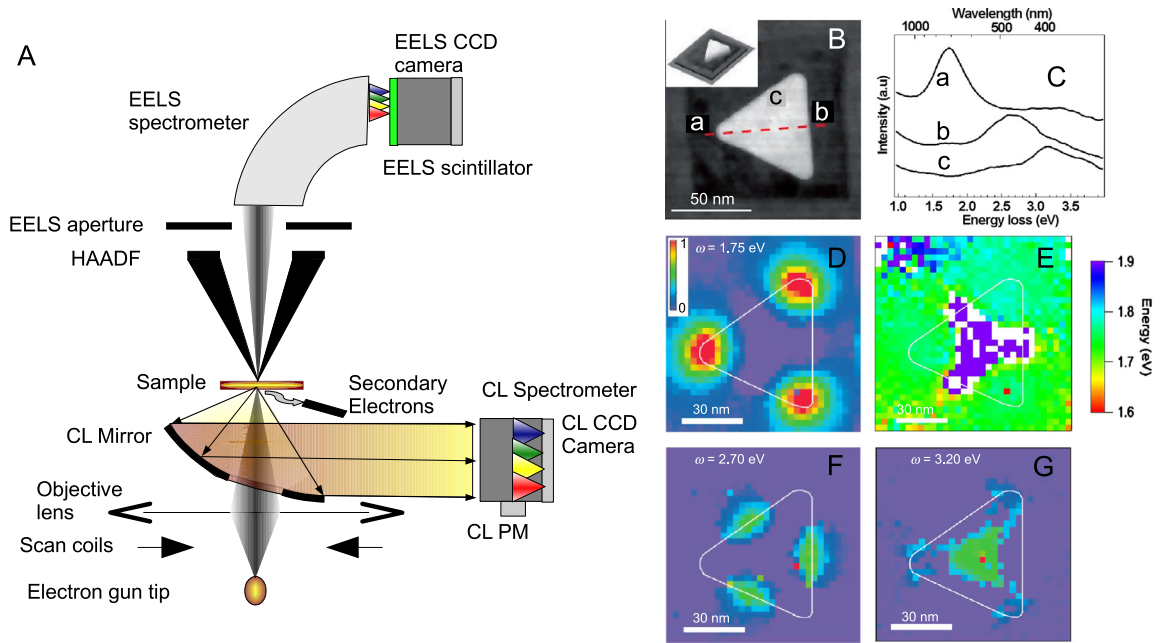 A
EELS CCD
camera
EELS
spectrometer
EELS scintillator
EELS aperture
HAADF
Sample
Secondary
Electrons
CL Spectrometer
CL Mirror
CL CCD
Camera
Objective
lens
CL PM
Scan coils
Electron gun tip
B
c
a
b
50 nm
Wavelength (nm)
1000
500
400
C
a
b
c
Intensity (a.u)
1.0
1.5
2.0
2.5
3.0
3.5
Energy loss (eV)
1
0
ω = 1.75 eV
D
30 nm
E
30 nm
1.9
1.8
1.7
1.6
Energy (eV)
ω = 2.70 eV
F
30 nm
ω = 3.20 eV
G
30 nm